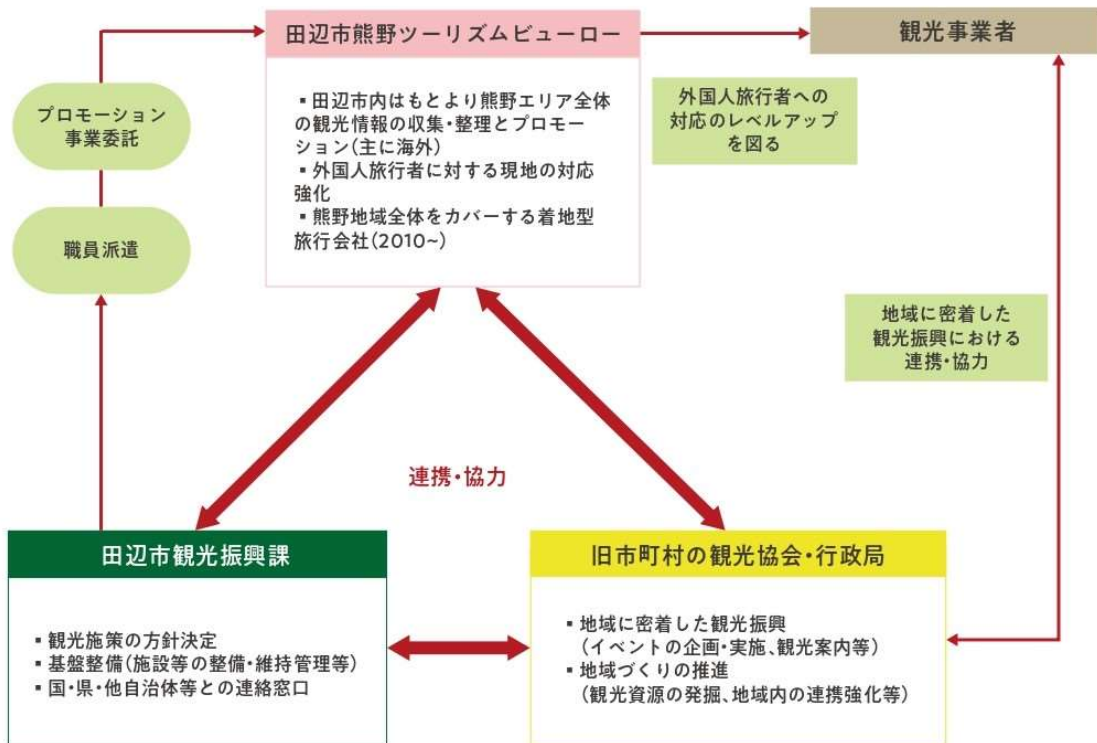 田辺市熊野ツーリズムビューロー
観光事業者
▪田辺市内はもとより熊野エリア全体
の観光情報の収集・整理とプロモー
ション(主に海外)
▪外国人旅行者に対する現地の対応
強化
▪熊野地域全体をカバーする着地型
旅行会社(2010~)
プロモーション
事業委託
職員派遣
外国人旅行者への
対応のレベルアップ
を図る
地域に密着した
観光振興における
連携・協力
連携・協力
田辺市観光振興課
▪観光施策の方針決定
▪基盤整備(施設等の整備・維持管理等)
▪国・県・他自治体等との連絡窓口
旧市町村の観光協会・行政局
▪地域に密着した観光振興
(イベントの企画・実施、観光案内等)
▪地域づくりの推進
(観光資源の発掘、地域内の連携強化等)